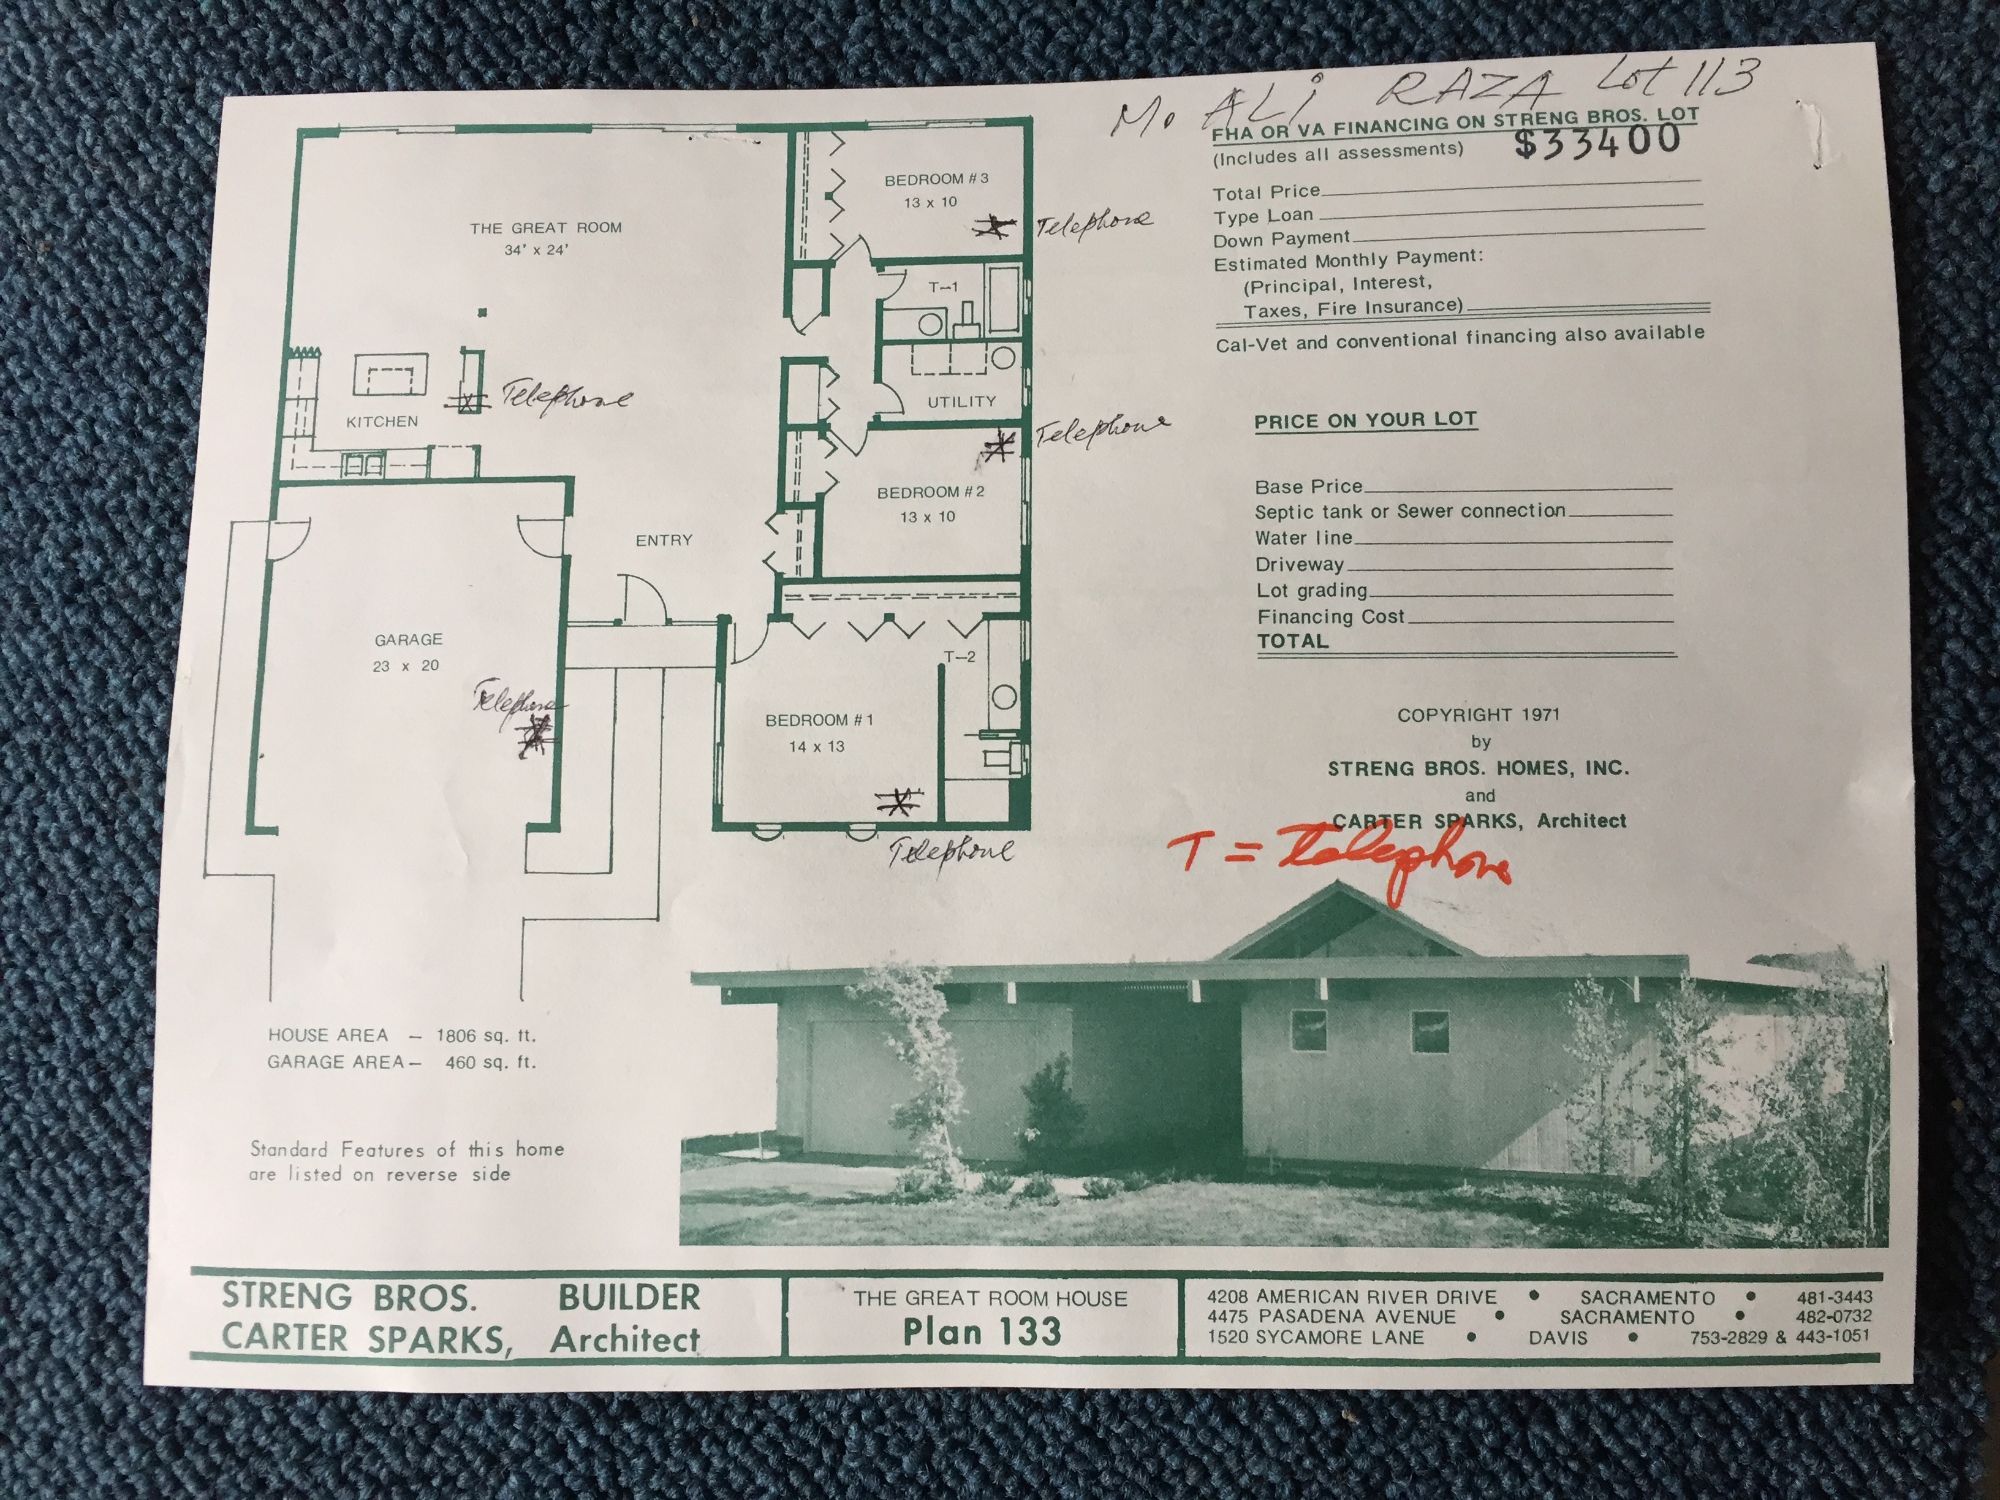 M. ALi RAZA Lot 113
FHA OR VA FINANCING ON STRENG BROS. LOT
(Includes all assessments) $33400
Total Price
Type Loan
Down Payment
Estimated Monthly Payment:
(Principal, Interest,
Taxes, Fire Insurance)
Cal-Vet and conventional financing also available
PRICE ON YOUR LOT
Base Price
Septic tank or Sewer connection
Water line
Driveway
Lot grading
Financing Cost
TOTAL
COPYRIGHT 1971
by
STRENG BROS. HOMES, INC.
and
CARTER SPARKS, Architect
T = telephone
THE GREAT ROOM
34' x 24'
BEDROOM #3
13 x 10
Telephone
T-1
UTILITY
KITCHEN
Telephone
Telephone
BEDROOM #2
13 x 10
ENTRY
GARAGE
23 x 20
Telephone
T-2
BEDROOM #1
14 x 13
Telephone
HOUSE AREA - 1806 sq. ft.
GARAGE AREA - 460 sq. ft.
Standard Features of this home
are listed on reverse side
STRENG BROS. BUILDER
CARTER SPARKS, Architect
THE GREAT ROOM HOUSE
Plan 133
4208 AMERICAN RIVER DRIVE • SACRAMENTO • 481-3443
4475 PASADENA AVENUE • SACRAMENTO • 482-0732
1520 SYCAMORE LANE • DAVIS • 753-2829 & 443-1051